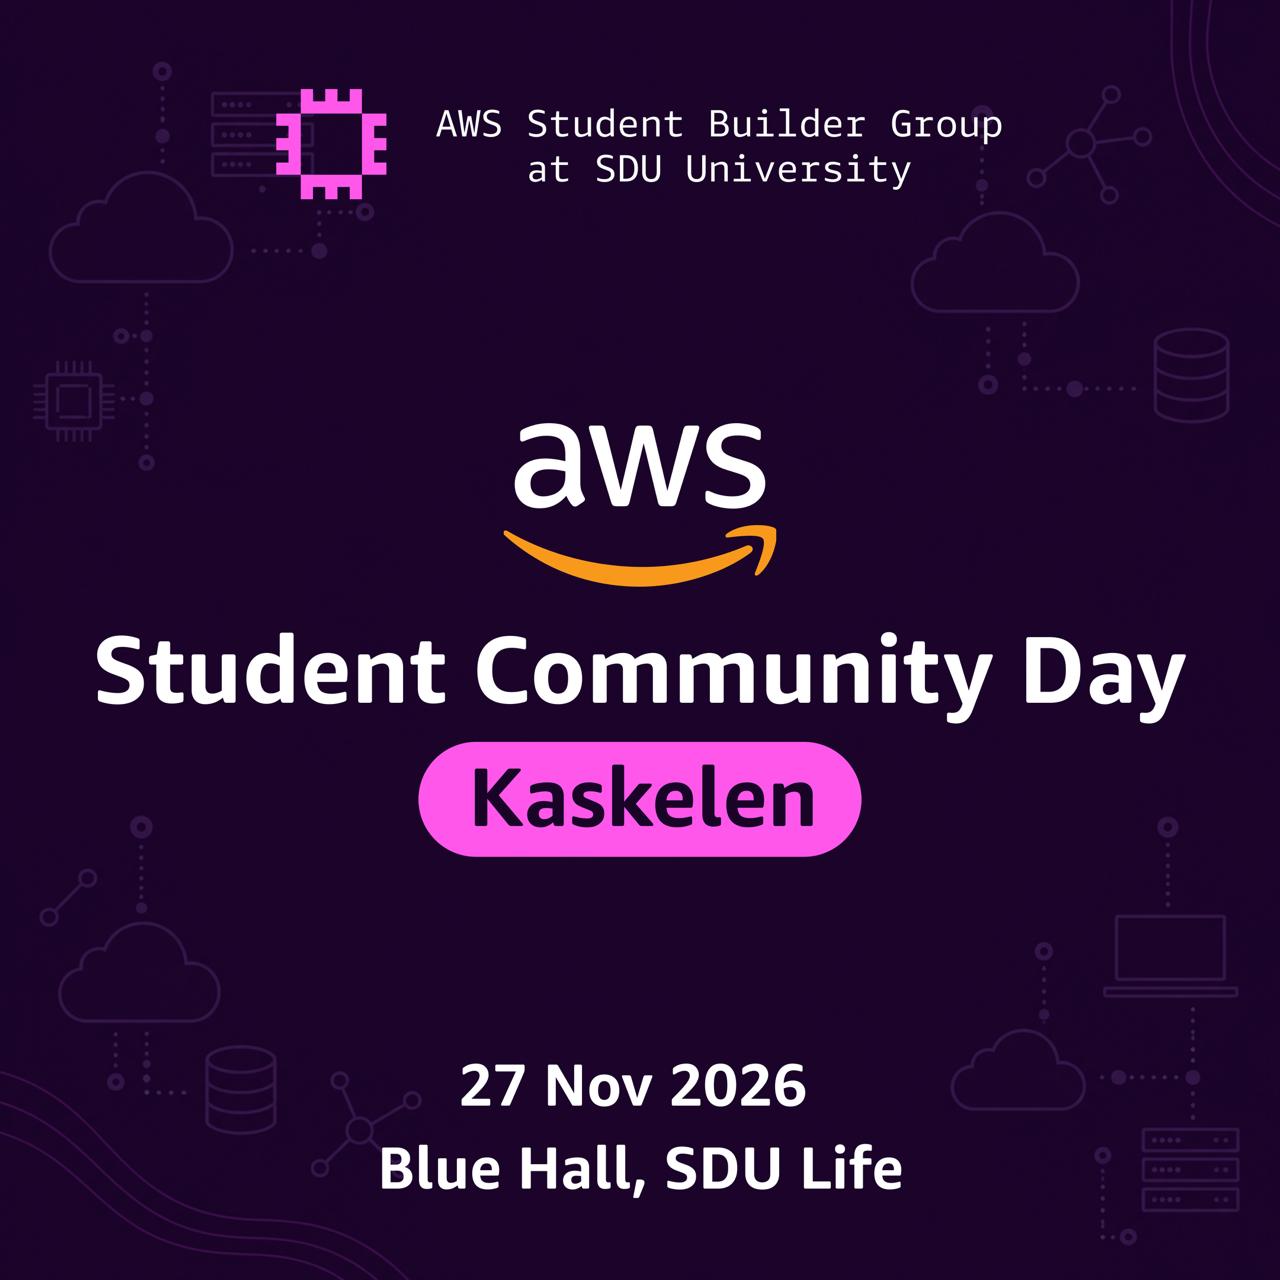 AWS Student Builder Group
at SDU University
aws
Student Community Day
Kaskelen
27 Nov 2026
Blue Hall, SDU Life